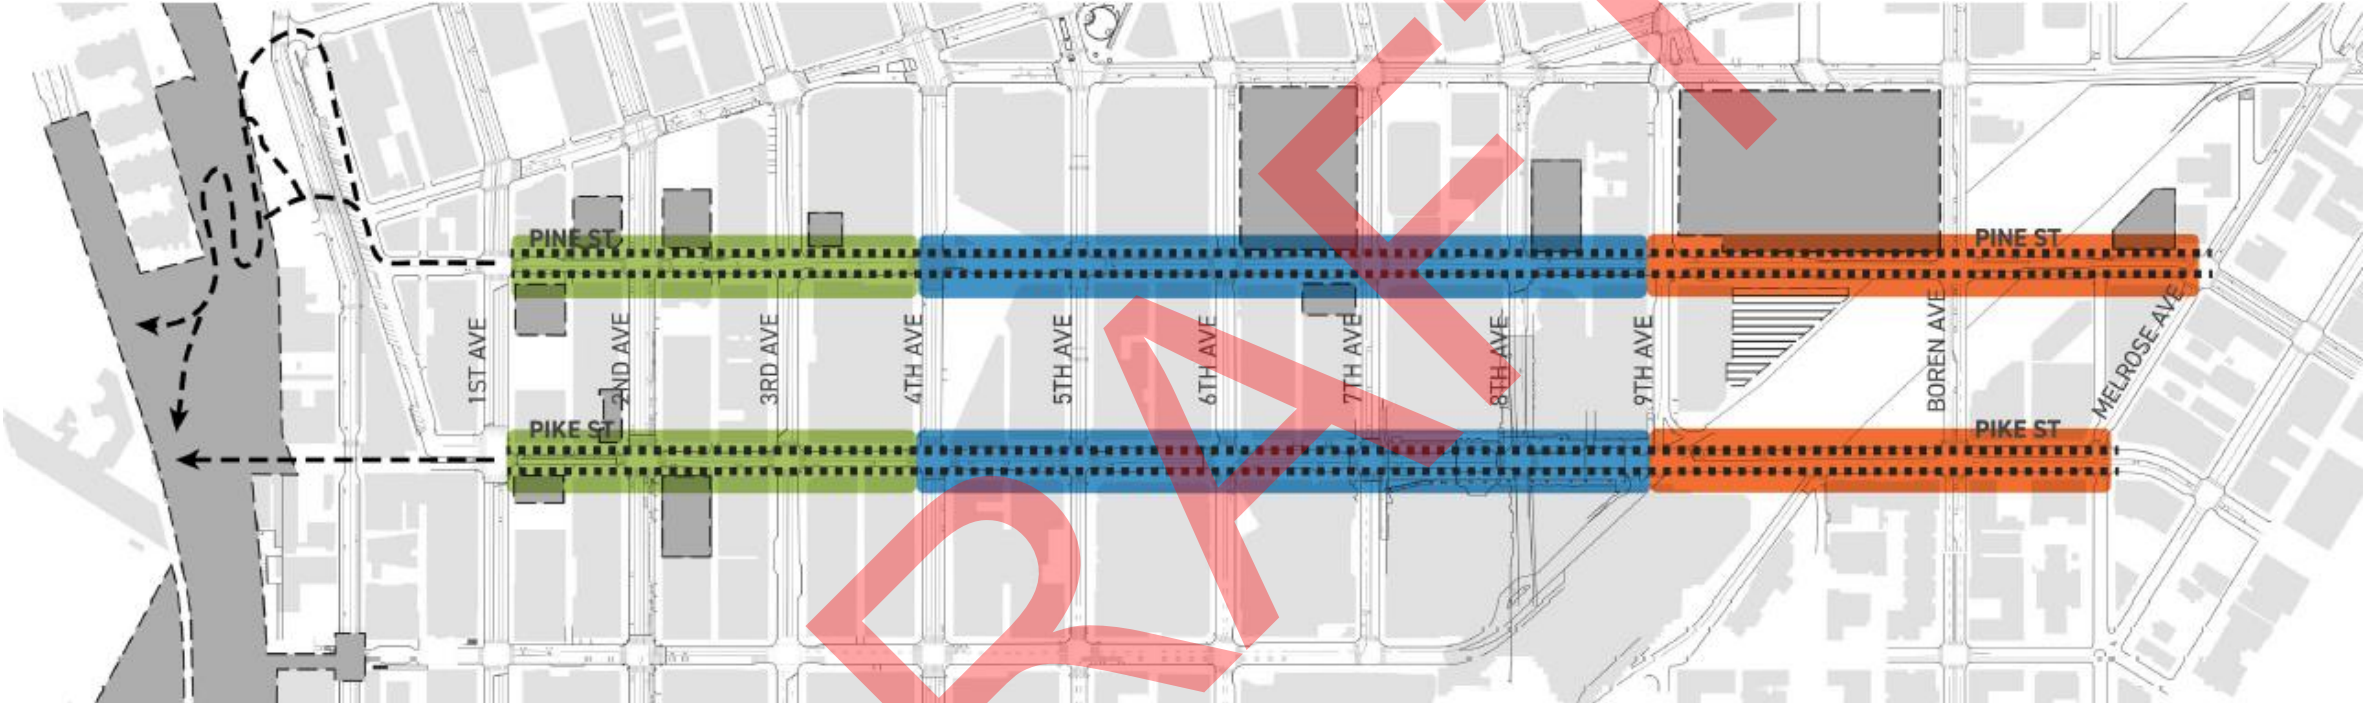 PINE ST
PINE ST
1ST AVE
2ND AVE
3RD AVE
4TH AVE
5TH AVE
6TH AVE
7TH AVE
8TH AVE
9TH AVE
BOREN AVE
MELROSE AVE
PIKE ST
PIKE ST
RAFT